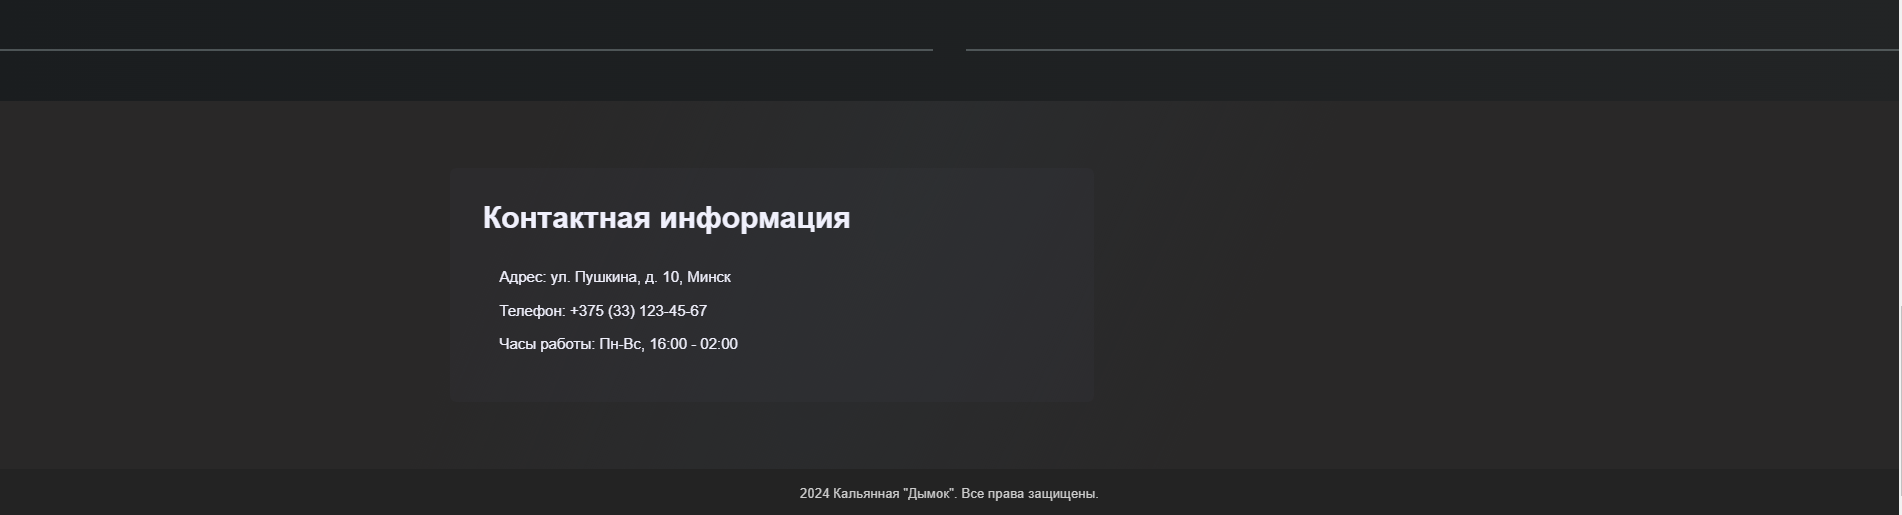 Контактная информация
Адрес: ул. Пушкина, д. 10, Минск
Телефон: +375 (33) 123-45-67
Часы работы: Пн-Вс, 16:00 - 02:00
2024 Кальянная "Дымок". Все права защищены.